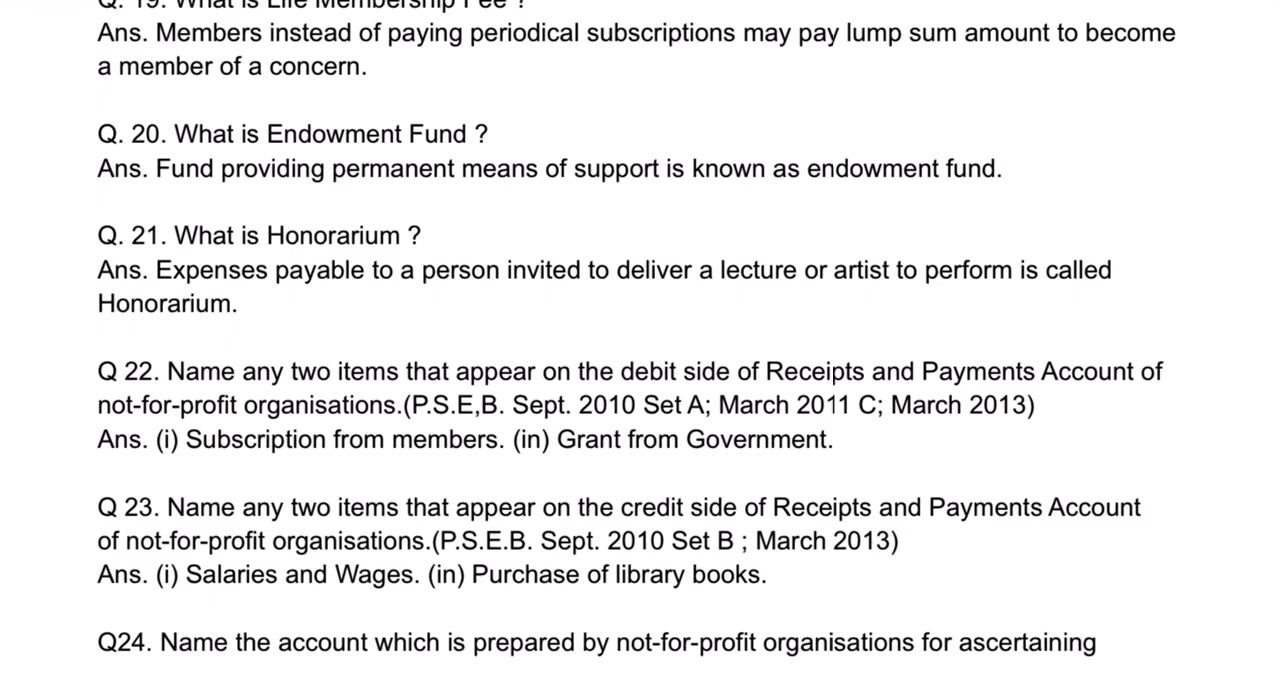 Q. 19. What is Life Membership Fee ?
Ans. Members instead of paying periodical subscriptions may pay lump sum amount to become
a member of a concern.
Q. 20. What is Endowment Fund ?
Ans. Fund providing permanent means of support is known as endowment fund.
Q. 21. What is Honorarium ?
Ans. Expenses payable to a person invited to deliver a lecture or artist to perform is called
Honorarium.
Q 22. Name any two items that appear on the debit side of Receipts and Payments Account of
not-for-profit organisations.(P.S.E,B. Sept. 2010 Set A; March 2011 C; March 2013)
Ans. (i) Subscription from members. (in) Grant from Government.
Q 23. Name any two items that appear on the credit side of Receipts and Payments Account
of not-for-profit organisations.(P.S.E.B. Sept. 2010 Set B ; March 2013)
Ans. (i) Salaries and Wages. (in) Purchase of library books.
Q24. Name the account which is prepared by not-for-profit organisations for ascertaining